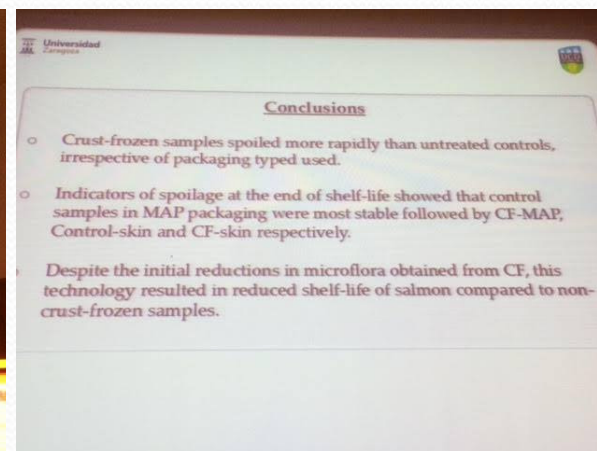 Universidad
Zaragoza
UCD
Conclusions
Crust-frozen samples spoiled more rapidly than untreated controls,
irrespective of packaging typed used.
Indicators of spoilage at the end of shelf-life showed that control
samples in MAP packaging were most stable followed by CF-MAP,
Control-skin and CF-skin respectively.
Despite the initial reductions in microflora obtained from CF, this
technology resulted in reduced shelf-life of salmon compared to non-
crust-frozen samples.